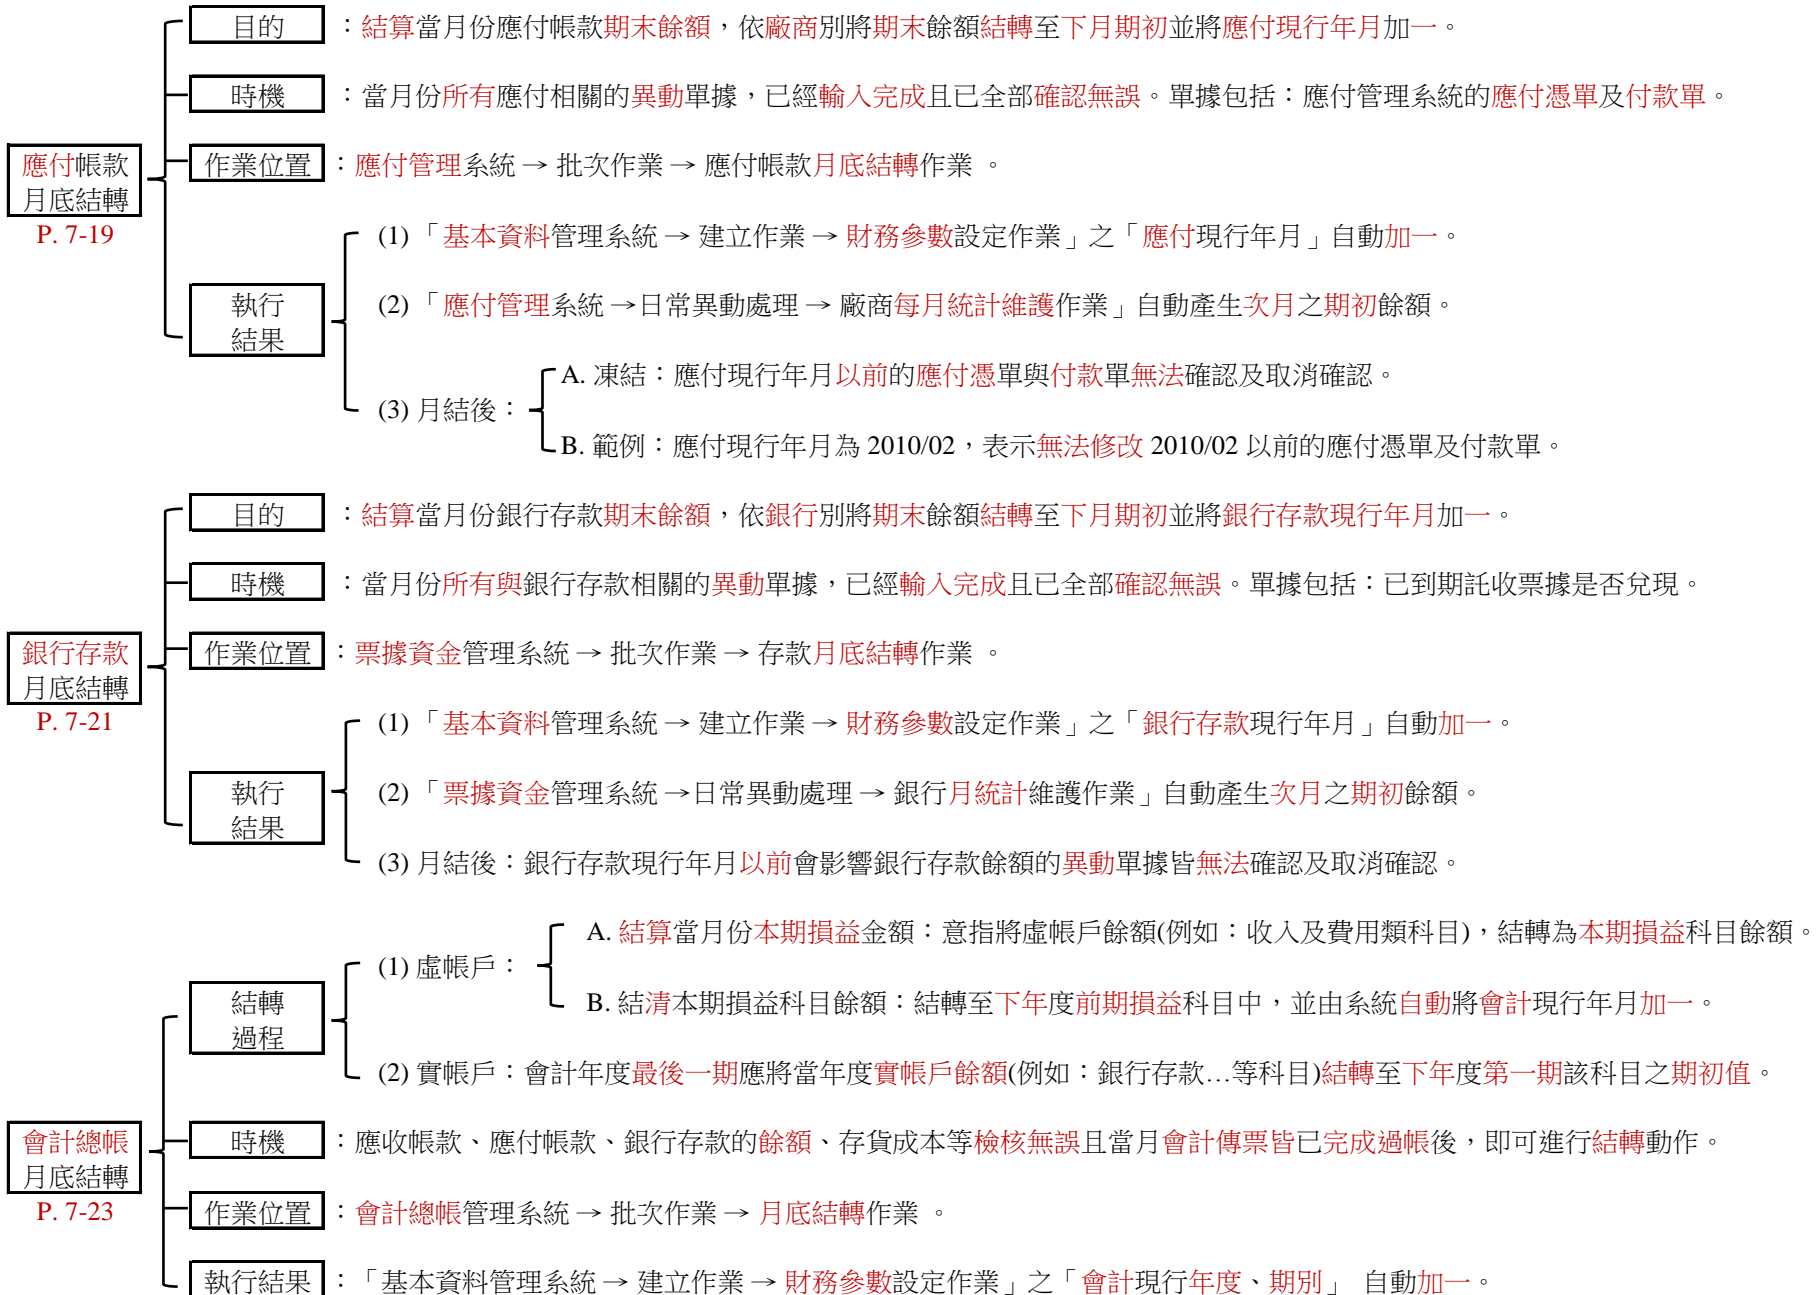 應付帳款
月底結轉
P. 7-19
目的 ：結算當月份應付帳款期末餘額，依廠商別將期末餘額結轉至下月期初並將應付現行年月加一。
時機 ：當月份所有應付相關的異動單據，已經輸入完成且已全部確認無誤。單據包括：應付管理系統的應付憑單及付款單。
作業位置 ：應付管理系統 → 批次作業 → 應付帳款月底結轉作業 。
執行
結果
(1) 「基本資料管理系統 → 建立作業 → 財務參數設定作業」之「應付現行年月」自動加一。
(2) 「應付管理系統 →日常異動處理 → 廠商每月統計維護作業」自動產生次月之期初餘額。
(3) 月結後：
A. 凍結：應付現行年月以前的應付憑單與付款單無法確認及取消確認。
B. 範例：應付現行年月為 2010/02，表示無法修改 2010/02 以前的應付憑單及付款單。
銀行存款
月底結轉
P. 7-21
目的 ：結算當月份銀行存款期末餘額，依銀行別將期末餘額結轉至下月期初並將銀行存款現行年月加一。
時機 ：當月份所有與銀行存款相關的異動單據，已經輸入完成且已全部確認無誤。單據包括：已到期託收票據是否兌現。
作業位置 ：票據資金管理系統 → 批次作業 → 存款月底結轉作業 。
執行
結果
(1) 「基本資料管理系統 → 建立作業 → 財務參數設定作業」之「銀行存款現行年月」自動加一。
(2) 「票據資金管理系統 →日常異動處理 → 銀行月統計維護作業」自動產生次月之期初餘額。
(3) 月結後：銀行存款現行年月以前會影響銀行存款餘額的異動單據皆無法確認及取消確認。
會計總帳
月底結轉
P. 7-23
結轉
過程
(1) 虛帳戶：
A. 結算當月份本期損益金額：意指將虛帳戶餘額(例如：收入及費用類科目)，結轉為本期損益科目餘額。
B. 結清本期損益科目餘額：結轉至下年度前期損益科目中，並由系統自動將會計現行年月加一。
(2) 實帳戶：會計年度最後一期應將當年度實帳戶餘額(例如：銀行存款…等科目)結轉至下年度第一期該科目之期初值。
時機 ：應收帳款、應付帳款、銀行存款的餘額、存貨成本等檢核無誤且當月會計傳票皆已完成過帳後，即可進行結轉動作。
作業位置 ：會計總帳管理系統 → 批次作業 → 月底結轉作業 。
執行結果 ：「基本資料管理系統 → 建立作業 → 財務參數設定作業」之「會計現行年度、期別」 自動加一。